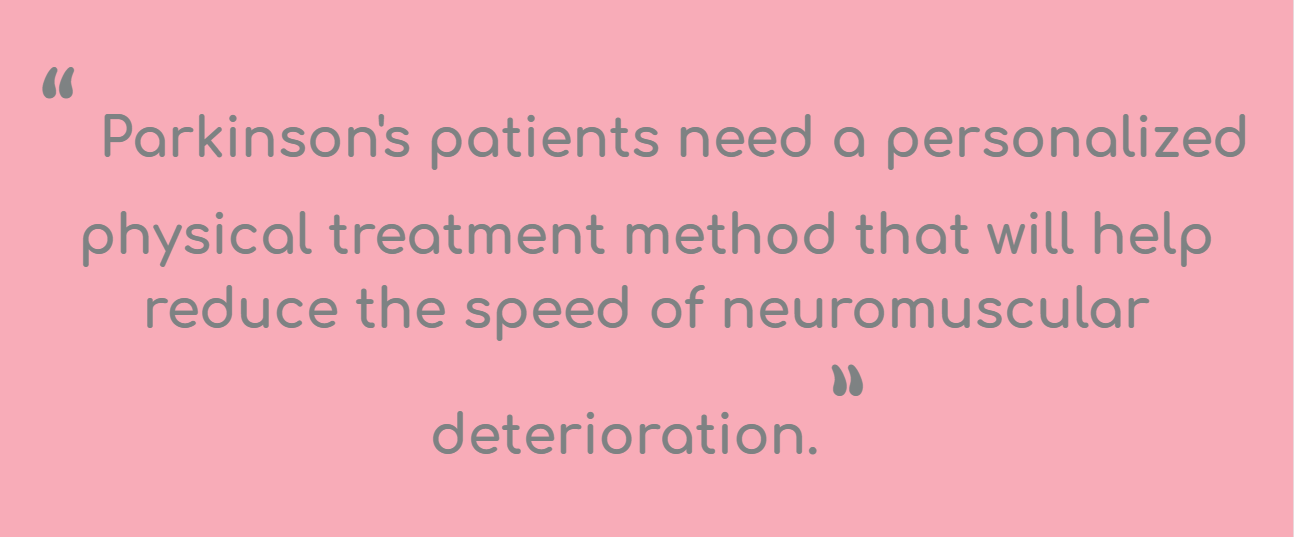 “ Parkinson's patients need a personalized
physical treatment method that will help
reduce the speed of neuromuscular
deterioration. ”